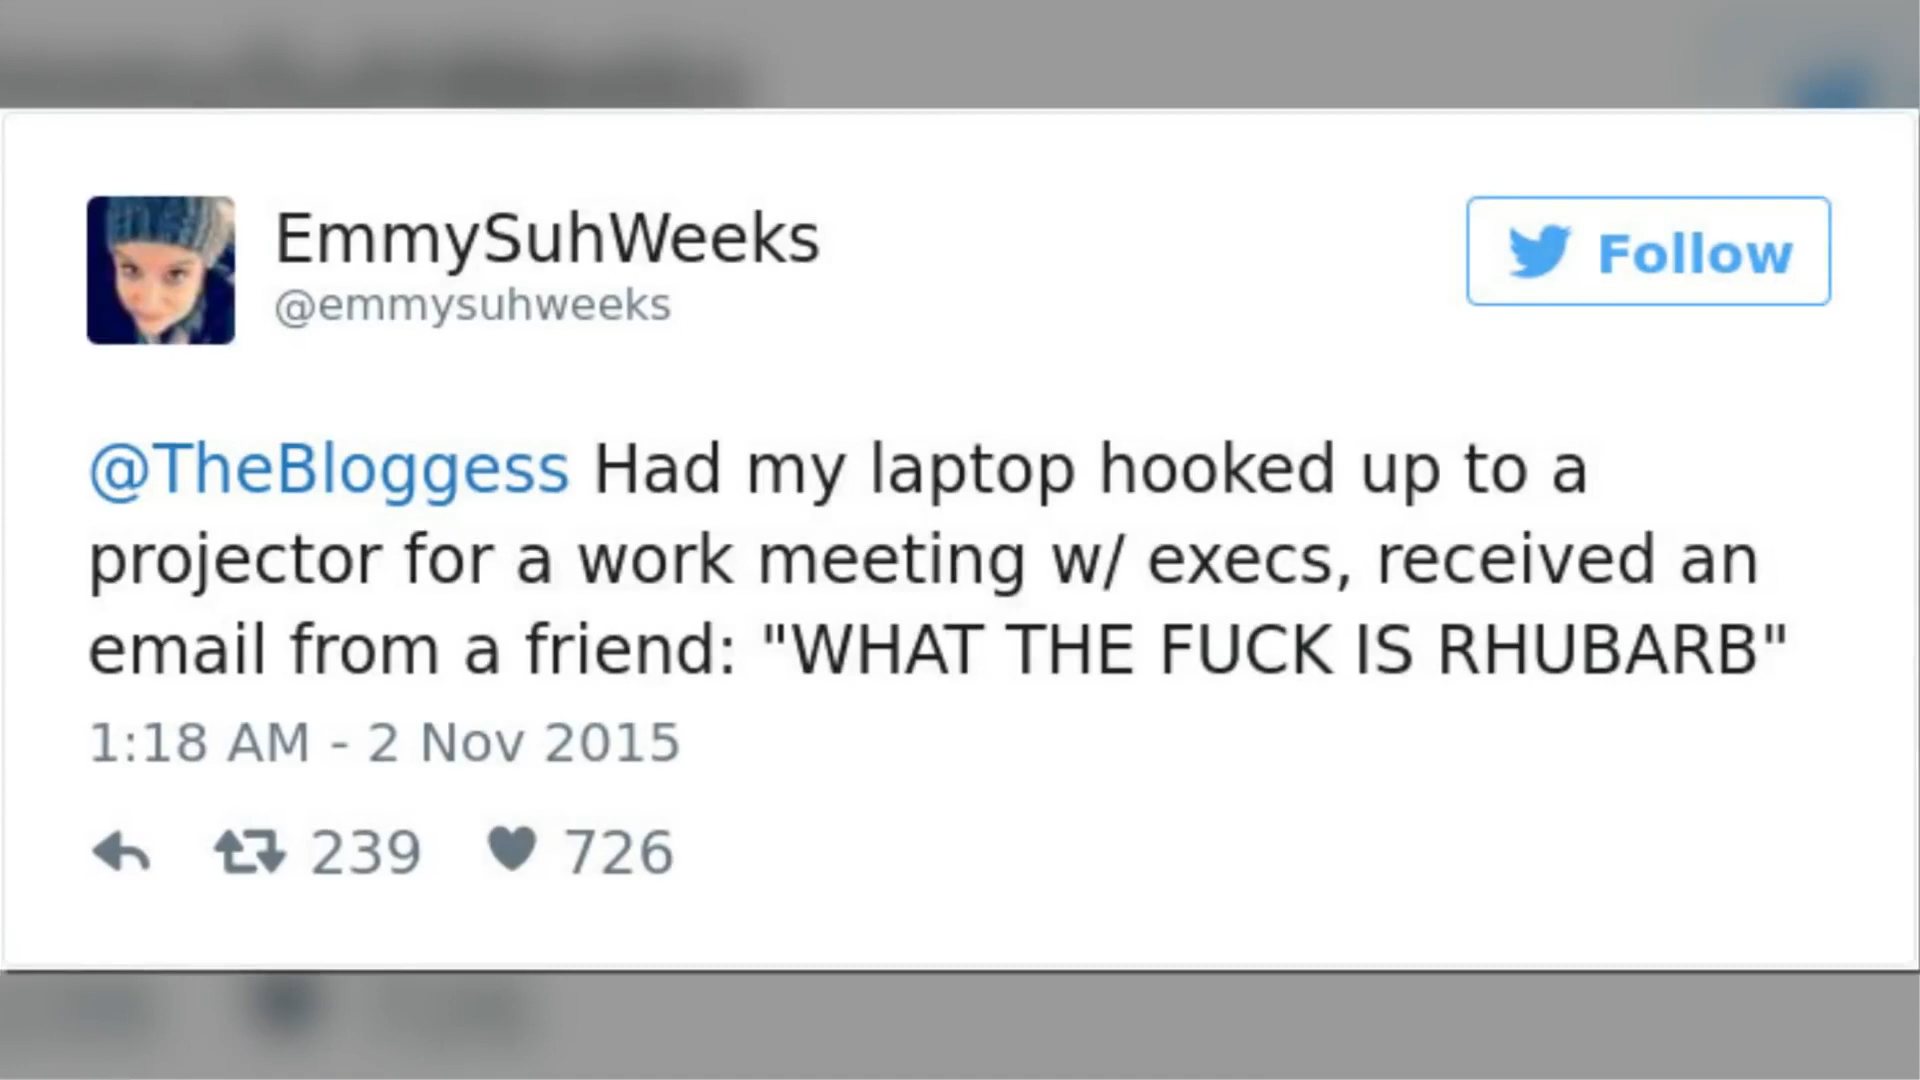 EmmySuhWeeks
@emmysuhweeks
Follow
@TheBloggess Had my laptop hooked up to a
projector for a work meeting w/ execs, received an
email from a friend: "WHAT THE FUCK IS RHUBARB"
1:18 AM - 2 Nov 2015
239 726